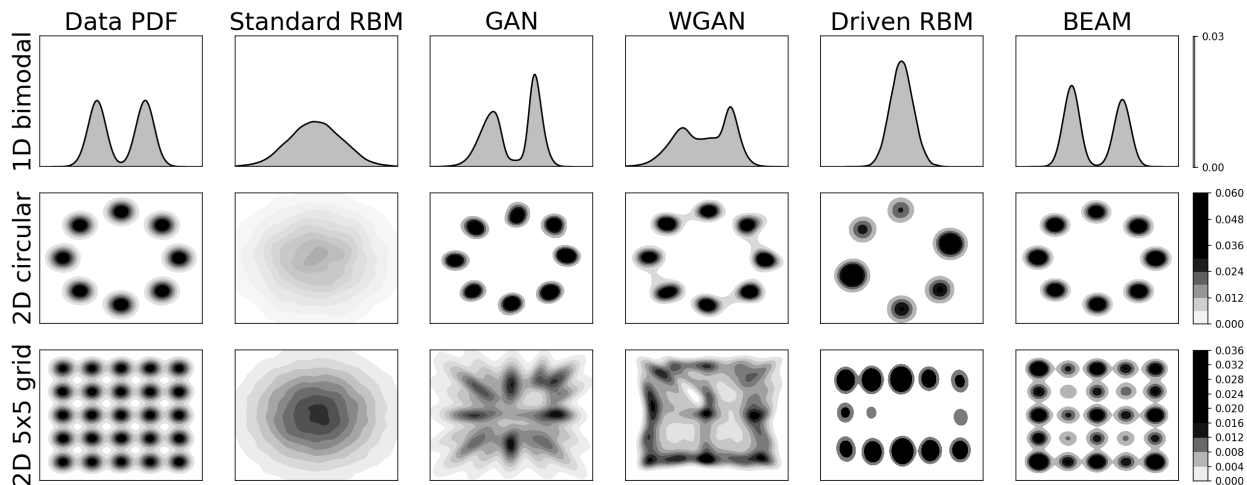 Data PDF
Standard RBM
GAN
WGAN
Driven RBM
BEAM
1D bimodal
0.03
0.00
2D circular
0.060
0.048
0.036
0.024
0.012
0.000
2D 5x5 grid
0.036
0.028
0.024
0.020
0.016
0.012
0.008
0.004
0.000